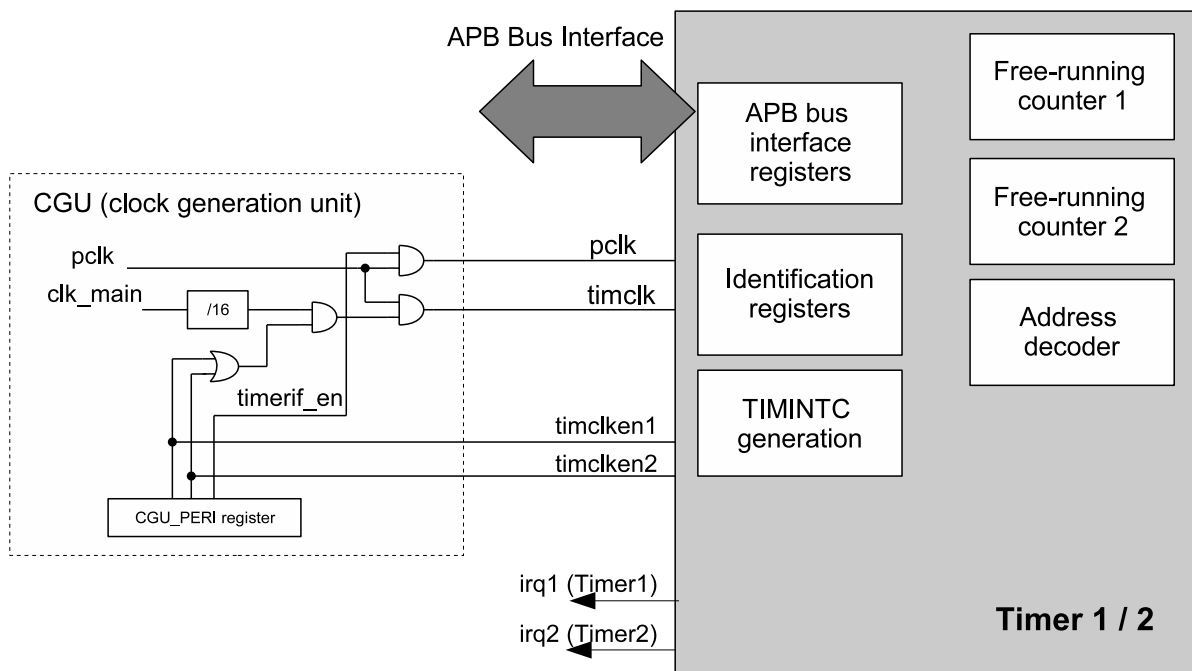 APB Bus Interface
Free-running
counter 1
APB bus
interface
registers
Free-running
counter 2
CGU (clock generation unit)
pclk
clk_main
/16
timerif_en
CGU_PERI register
pclk
timclk
timclken1
timclken2
Identification
registers
Address
decoder
TIMINTC
generation
irq1 (Timer1)
irq2 (Timer2)
Timer 1 / 2